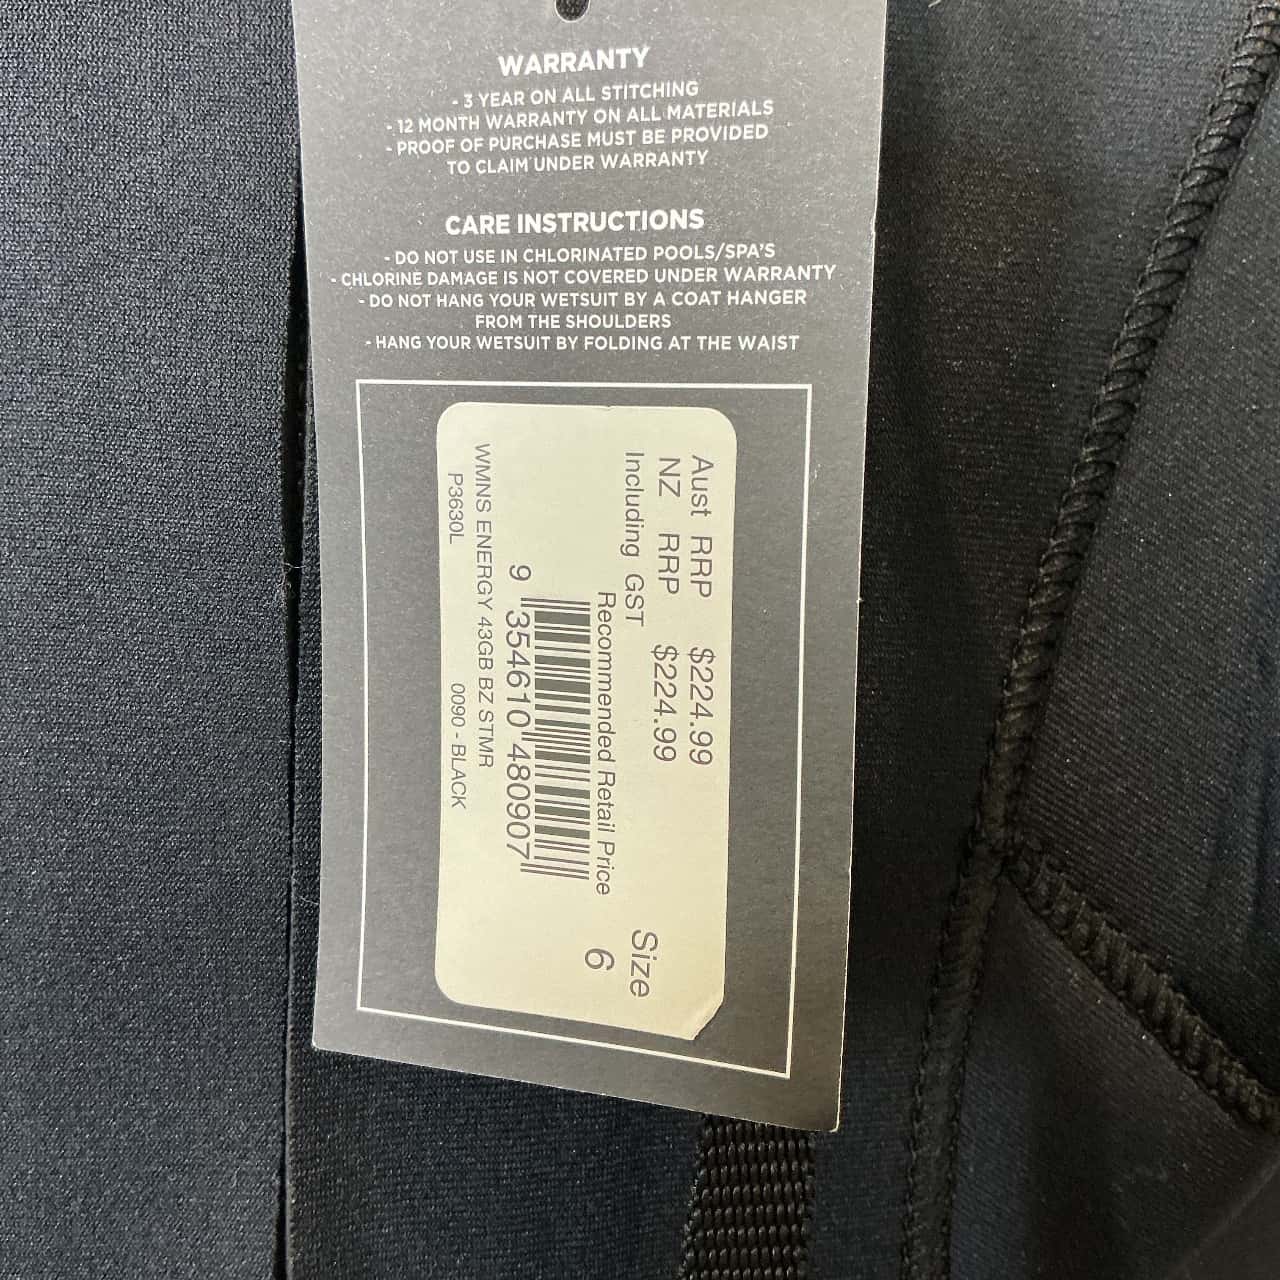 WARRANTY
- 3 YEAR ON ALL STITCHING
- 12 MONTH WARRANTY ON ALL MATERIALS
- PROOF OF PURCHASE MUST BE PROVIDED
TO CLAIM UNDER WARRANTY
CARE INSTRUCTIONS
- DO NOT USE IN CHLORINATED POOLS/SPA'S
- CHLORINE DAMAGE IS NOT COVERED UNDER WARRANTY
- DO NOT HANG YOUR WETSUIT BY A COAT HANGER
FROM THE SHOULDERS
- HANG YOUR WETSUIT BY FOLDING AT THE WAIST
Aust RRP $224.99
NZ RRP $224.99
Including GST
Size
Recommended Retail Price
6
9 354610 480907
WMNS ENERGY 43GB BZ STMR
P3630L 0090 - BLACK